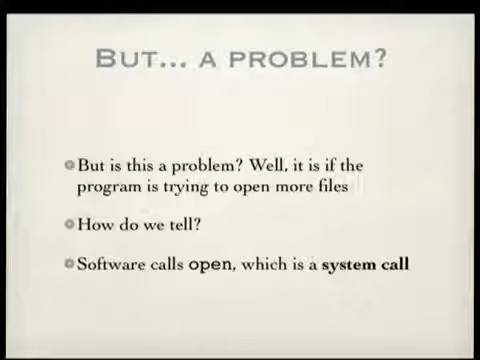 But... a problem?
But is this a problem? Well, it is if the
program is trying to open more files
How do we tell?
Software calls open, which is a system call